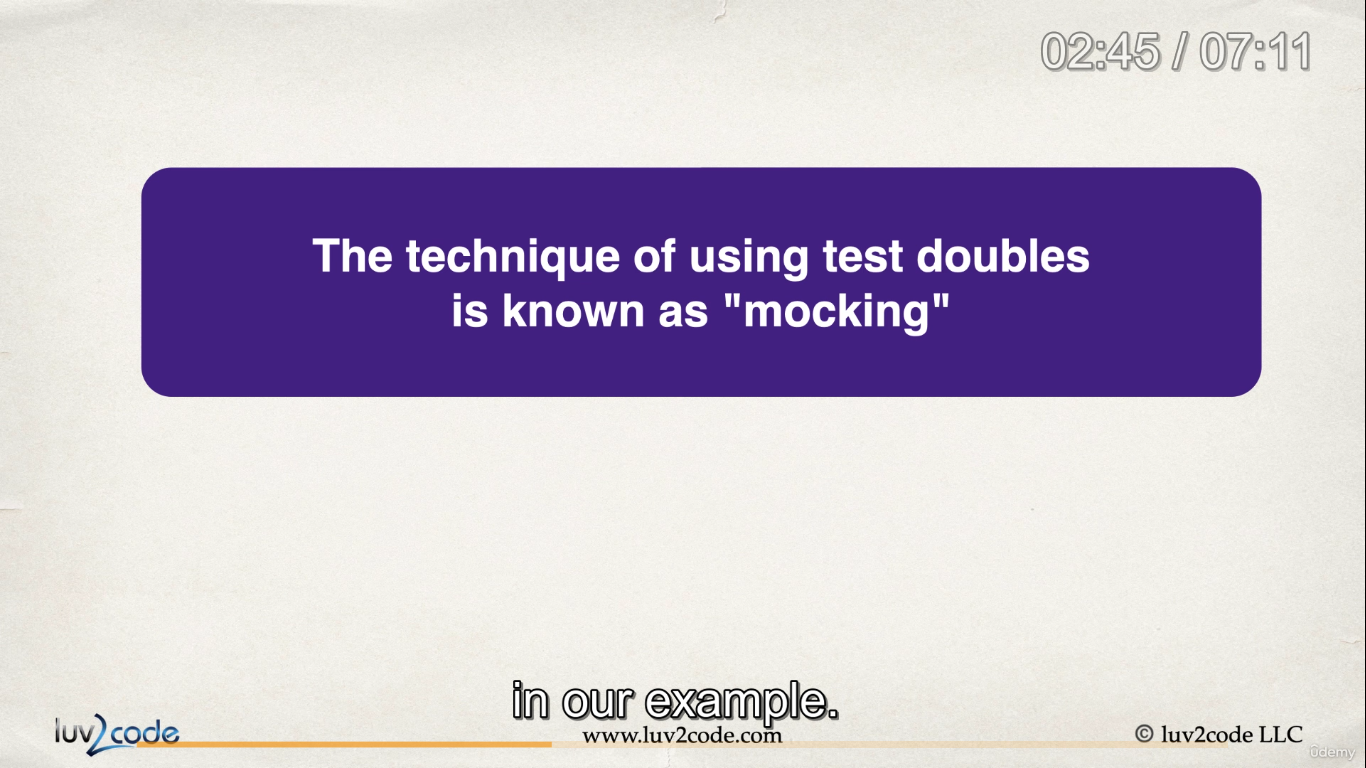 02:45 / 07:11
The technique of using test doubles
is known as "mocking"
in our example.
luv2code
www.luv2code.com
© luv2code LLC
ûdemy